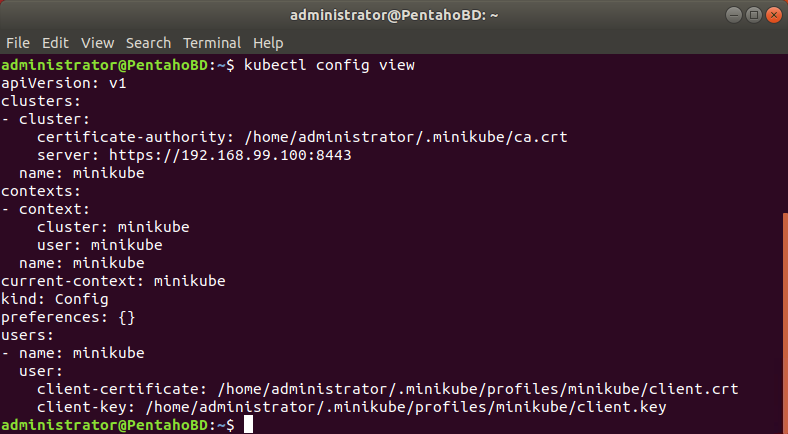 administrator@PentahoBD: ~
File Edit View Search Terminal Help
administrator@PentahoBD:~$ kubectl config view
apiVersion: v1
clusters:
- cluster:
    certificate-authority: /home/administrator/.minikube/ca.crt
    server: https://192.168.99.100:8443
  name: minikube
contexts:
- context:
    cluster: minikube
    user: minikube
  name: minikube
current-context: minikube
kind: Config
preferences: {}
users:
- name: minikube
  user:
    client-certificate: /home/administrator/.minikube/profiles/minikube/client.crt
    client-key: /home/administrator/.minikube/profiles/minikube/client.key
administrator@PentahoBD:~$